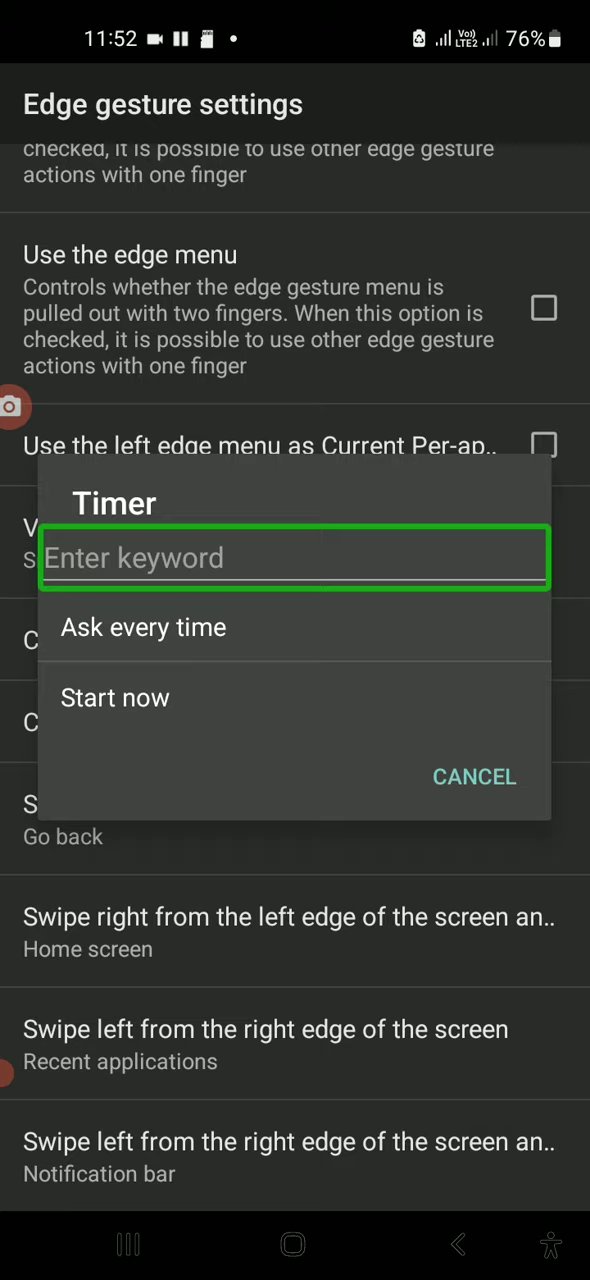 11:52
Vo))
LTE2
76%
Edge gesture settings
checked, it is possible to use other edge gesture
actions with one finger
Use the edge menu
Controls whether the edge gesture menu is
pulled out with two fingers. When this option is
checked, it is possible to use other edge gesture
actions with one finger
Use the left edge menu as Current Per-ap..
V
S
Timer
Enter keyword
Ask every time
C
Start now
C
CANCEL
S
Go back
Swipe right from the left edge of the screen an..
Home screen
Swipe left from the right edge of the screen
Recent applications
Swipe left from the right edge of the screen an..
Notification bar